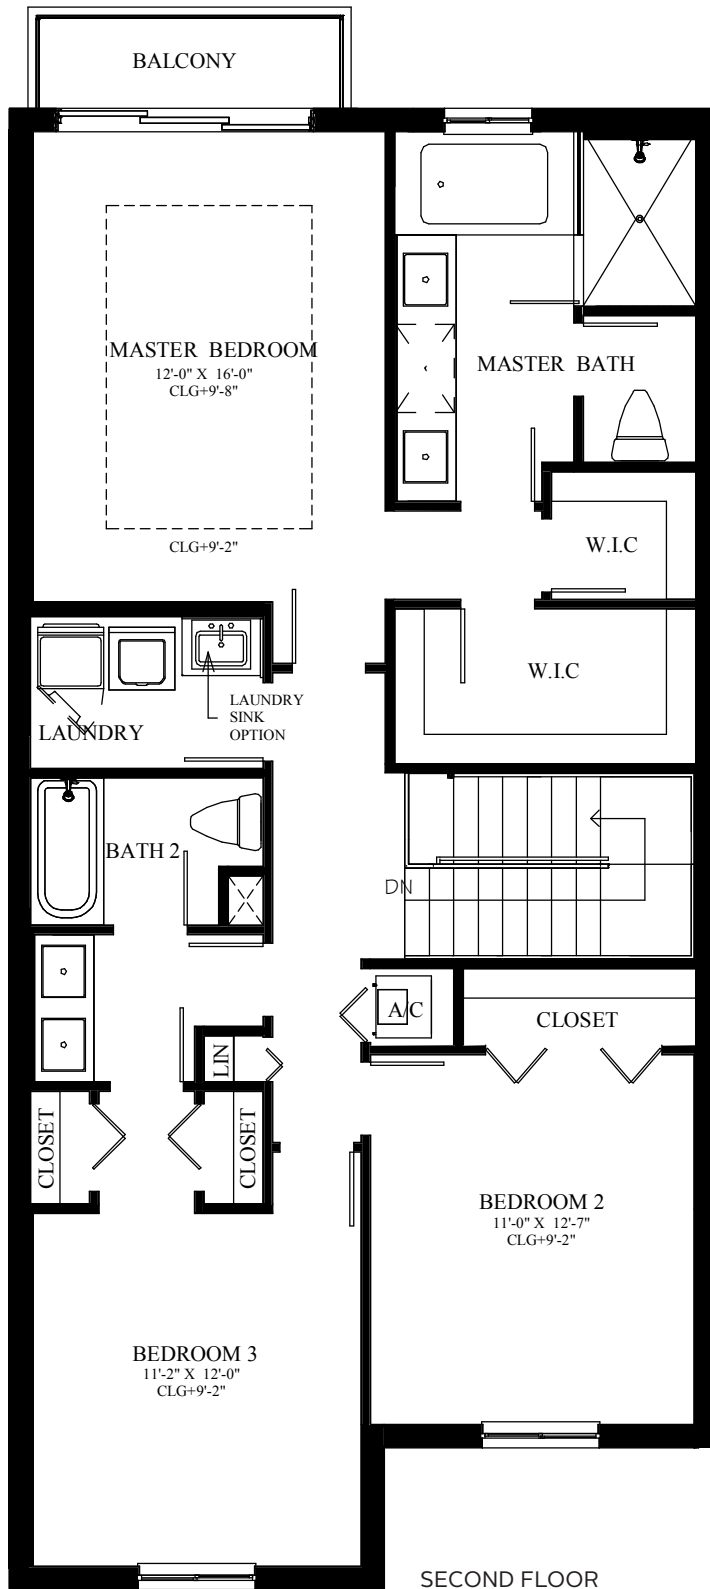 BALCONY
MASTER BEDROOM
12'-0" X 16'-0"
CLG+9'-8"
CLG+9'-2"
MASTER BATH
W.I.C
W.I.C
LAUNDRY
SINK
OPTION
LAUNDRY
BATH 2
DN
A/C
CLOSET
LIN
CLOSET
CLOSET
BEDROOM 2
11'-0" X 12'-7"
CLG+9'-2"
BEDROOM 3
11'-2" X 12'-0"
CLG+9'-2"
SECOND FLOOR